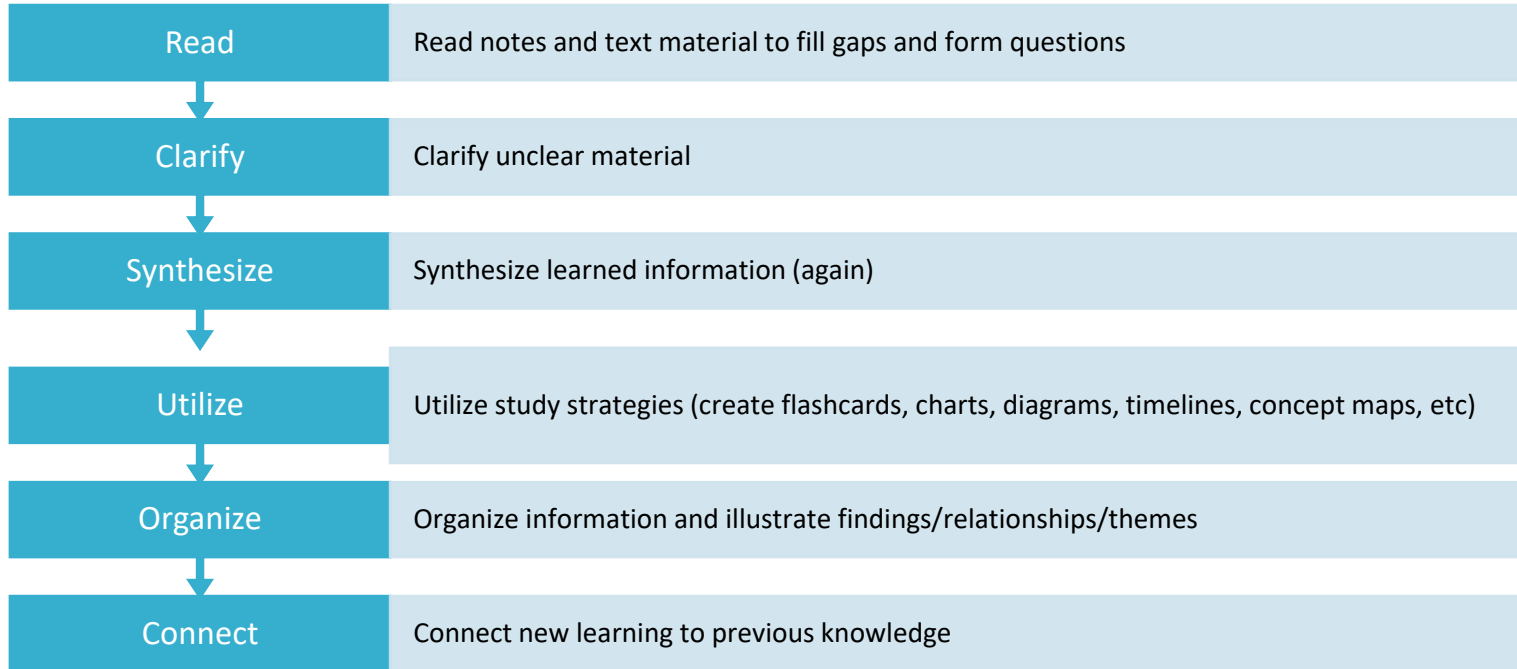 Read
Read notes and text material to fill gaps and form questions
Clarify
Clarify unclear material
Synthesize
Synthesize learned information (again)
Utilize
Utilize study strategies (create flashcards, charts, diagrams, timelines, concept maps, etc)
Organize
Organize information and illustrate findings/relationships/themes
Connect
Connect new learning to previous knowledge